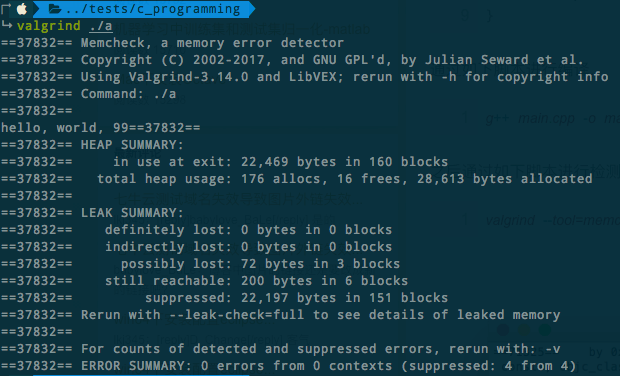 ../tests/c_programming
valgrind ./a
==37832== Memcheck, a memory error detector
==37832== Copyright (C) 2002-2017, and GNU GPL'd, by Julian Seward et al.
==37832== Using Valgrind-3.14.0 and LibVEX; rerun with -h for copyright info
==37832== Command: ./a
==37832==
hello, world, 99==37832==
==37832== HEAP SUMMARY:
==37832==     in use at exit: 22,469 bytes in 160 blocks
==37832==   total heap usage: 176 allocs, 16 frees, 28,613 bytes allocated
==37832==
==37832== LEAK SUMMARY:
==37832==    definitely lost: 0 bytes in 0 blocks
==37832==    indirectly lost: 0 bytes in 0 blocks
==37832==      possibly lost: 72 bytes in 3 blocks
==37832==    still reachable: 200 bytes in 6 blocks
==37832==         suppressed: 22,197 bytes in 151 blocks
==37832== Rerun with --leak-check=full to see details of leaked memory
==37832==
==37832== For counts of detected and suppressed errors, rerun with: -v
==37832== ERROR SUMMARY: 0 errors from 0 contexts (suppressed: 4 from 4)
g++ main.cpp -o
valgrind --tool=